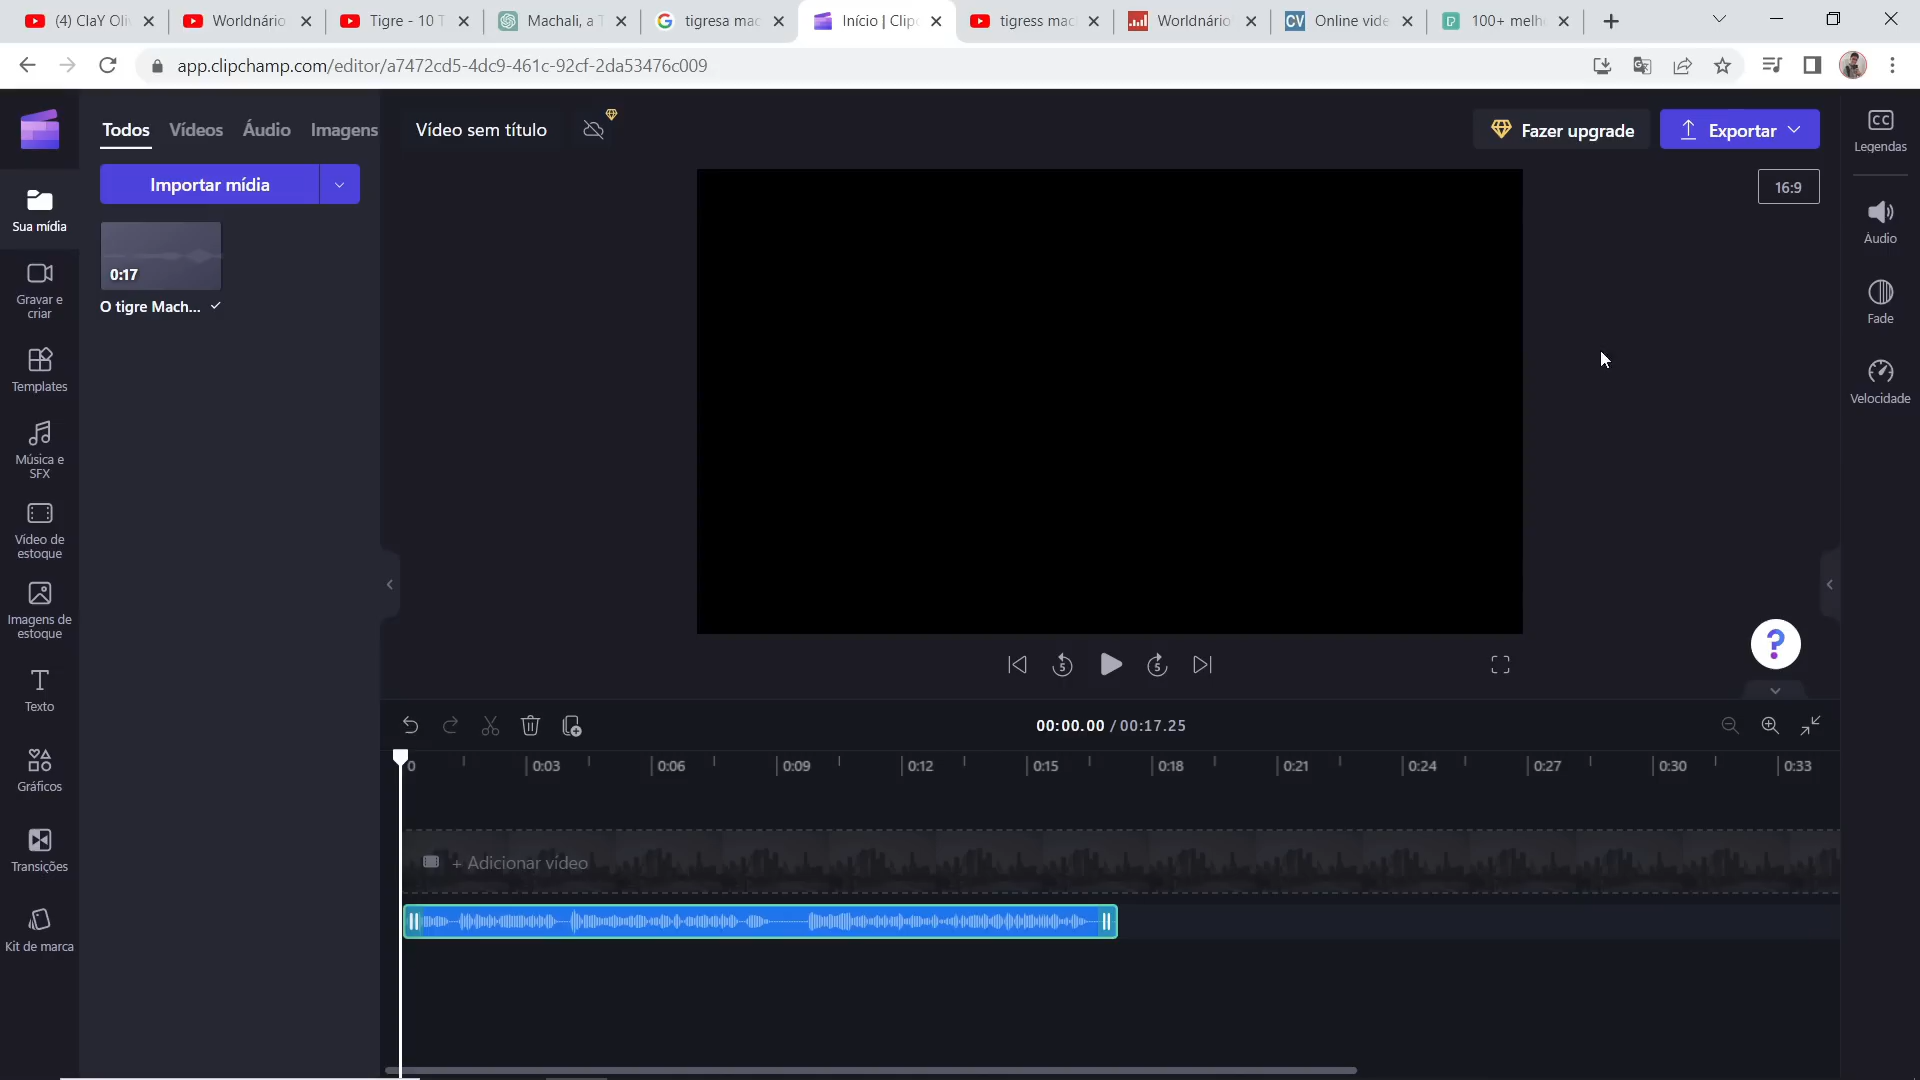 (4) ClaY Oli
Worldnário
Tigre - 10 T
Machali, a T
tigresa mac
Início | Clip
tigress mac
Worldnário
Online vide
100+ melh
app.clipchamp.com/editor/a7472cd5-4dc9-461c-92cf-2da53476c009
Todos
Vídeos
Áudio
Imagens
Vídeo sem título
Fazer upgrade
Exportar
CC
Legendas
Importar mídia
16:9
Sua mídia
0:17
O tigre Mach...
Áudio
Gravar e
criar
Fade
Templates
Velocidade
Música e
SFX
Vídeo de
estoque
Imagens de
estoque
5
5
?
Texto
00:00.00 / 00:17.25
0
0:03
0:06
0:09
0:12
0:15
0:18
0:21
0:24
0:27
0:30
0:33
Gráficos
Transições
+ Adicionar vídeo
Kit de marca